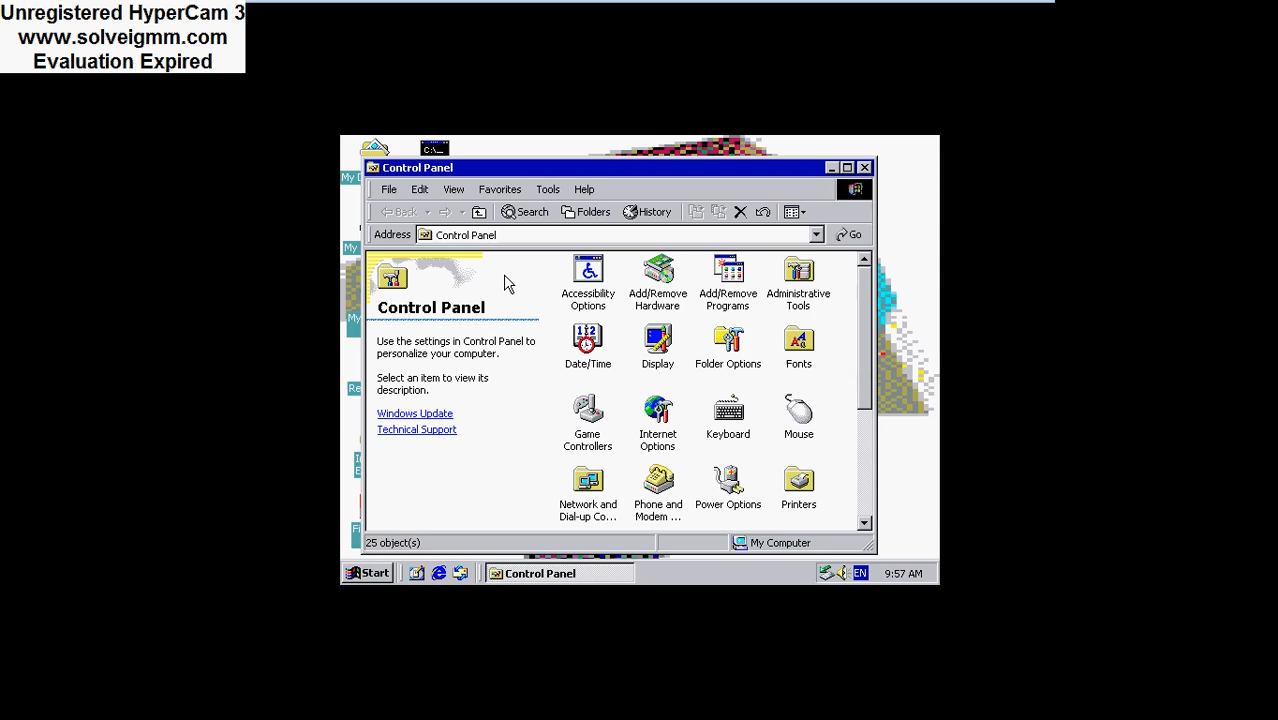 Unregistered HyperCam 3
www.solveigmm.com
Evaluation Expired
C:\_
Control Panel
File Edit View Favorites Tools Help
Back Search Folders History
Address Control Panel Go
My
My
My
Re
Control Panel
Use the settings in Control Panel to
personalize your computer.
Select an item to view its
description.
Windows Update
Technical Support
Accessibility
Options
Add/Remove
Hardware
Add/Remove
Programs
Administrative
Tools
Date/Time
Display
Folder Options
Fonts
Game
Controllers
Internet
Options
Keyboard
Mouse
Network and
Dial-up Co...
Phone and
Modem ...
Power Options
Printers
25 object(s)
My Computer
Start Control Panel EN 9:57 AM